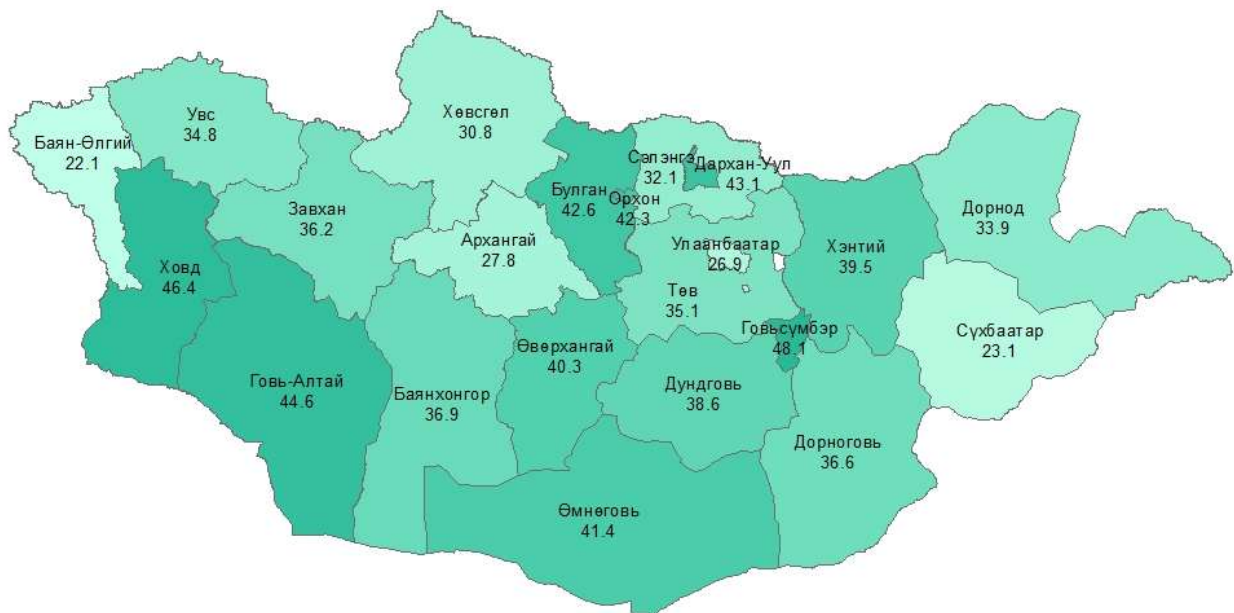 Увс
34.8
Баян-Өлгий
22.1
Ховд
46.4
Завхан
36.2
Говь-Алтай
44.6
Хөвсгөл
30.8
Архангай
27.8
Баянхонгор
36.9
Булган
42.6
Орхон
42.3
Сэлэнгэ
32.1
Дархан-Уул
43.1
Улаанбаатар
26.9
Төв
35.1
Өвөрхангай
40.3
Өмнөговь
41.4
Дундговь
38.6
Говьсүмбэр
48.1
Дорноговь
36.6
Хэнтий
39.5
Дорнод
33.9
Сүхбаатар
23.1